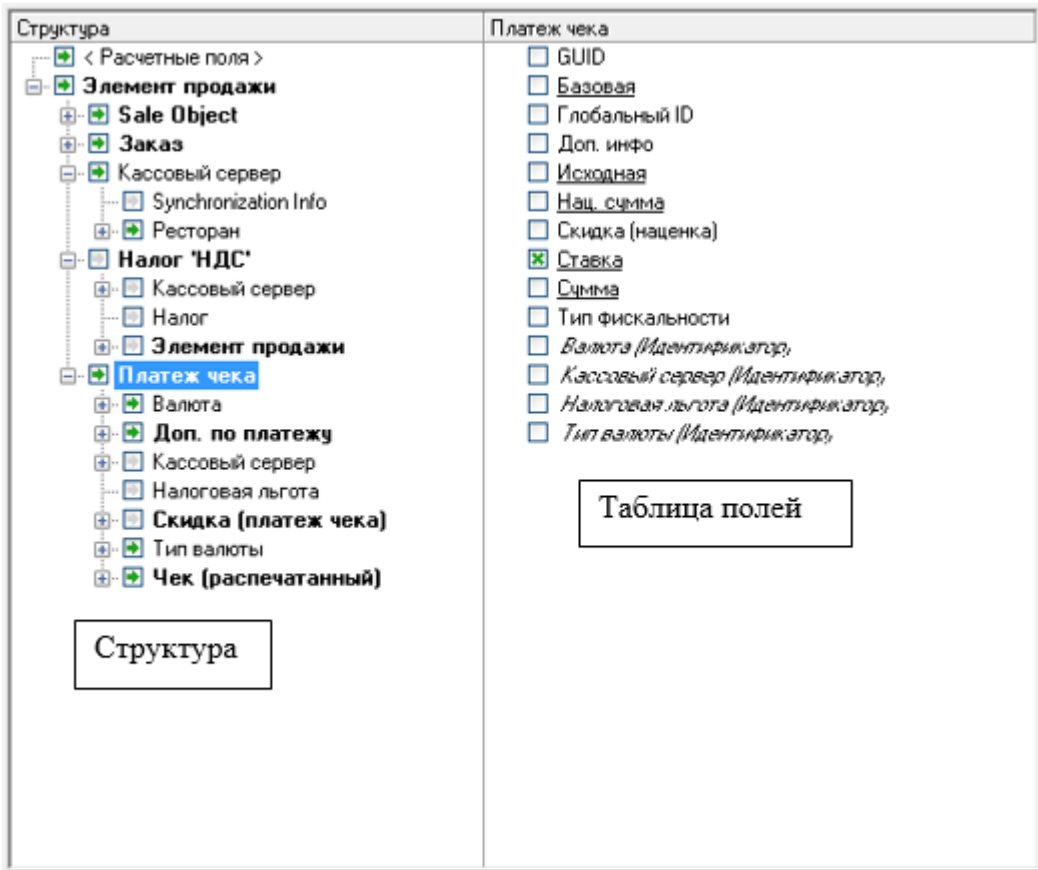 Структура
< Расчетные поля >
Элемент продажи
Sale Object
Заказ
Кассовый сервер
Synchronization Info
Ресторан
Налог 'НДС'
Кассовый сервер
Налог
Элемент продажи
Платеж чека
Валюта
Доп. по платежу
Кассовый сервер
Налоговая льгота
Скидка (платеж чека)
Тип валюты
Чек (распечатанный)
Структура
Платеж чека
GUID
Базовая
Глобальный ID
Доп. инфо
Исходная
Нац. сумма
Скидка (наценка)
Ставка
Сумма
Тип фискальности
Валюта (Идентификатор)
Кассовый сервер (Идентификатор)
Налоговая льгота (Идентификатор)
Тип валюты (Идентификатор)
Таблица полей